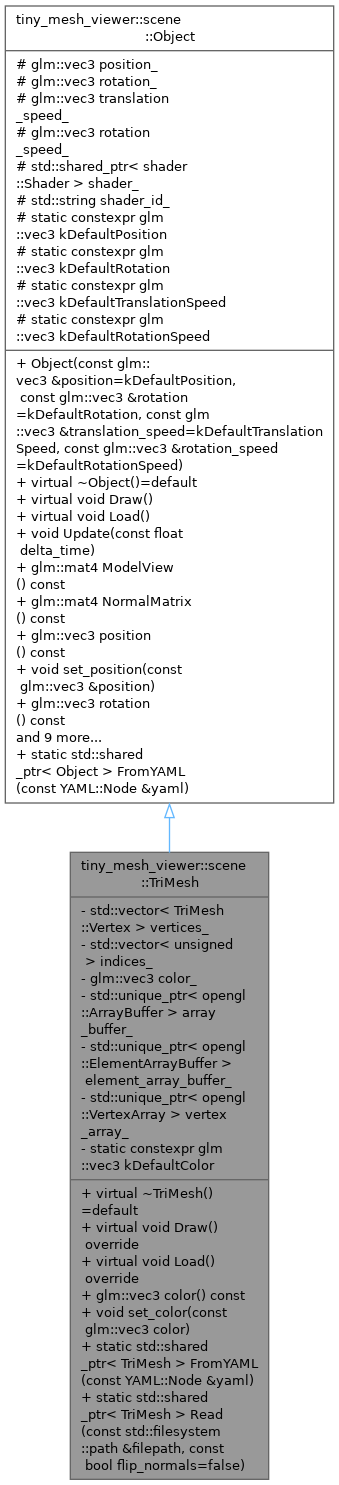 tiny_mesh_viewer::scene
::Object
# glm::vec3 position_
# glm::vec3 rotation_
# glm::vec3 translation
_speed_
# glm::vec3 rotation
_speed_
# std::shared_ptr< shader
::Shader > shader_
# std::string shader_id_
# static constexpr glm
::vec3 kDefaultPosition
# static constexpr glm
::vec3 kDefaultRotation
# static constexpr glm
::vec3 kDefaultTranslationSpeed
# static constexpr glm
::vec3 kDefaultRotationSpeed
+ Object(const glm::
vec3 &position=kDefaultPosition,
const glm::vec3 &rotation
=kDefaultRotation, const glm
::vec3 &translation_speed=kDefaultTranslation
Speed, const glm::vec3 &rotation_speed
=kDefaultRotationSpeed)
+ virtual ~Object()=default
+ virtual void Draw()
+ virtual void Load()
+ void Update(const float
delta_time)
+ glm::mat4 ModelView
() const
+ glm::mat4 NormalMatrix
() const
+ glm::vec3 position
() const
+ void set_position(const
glm::vec3 &position)
+ glm::vec3 rotation
() const
and 9 more...
+ static std::shared
_ptr< Object > FromYAML
(const YAML::Node &yaml)
tiny_mesh_viewer::scene
::TriMesh
- std::vector< TriMesh
::Vertex > vertices_
- std::vector< unsigned
> indices_
- glm::vec3 color_
- std::unique_ptr< opengl
::ArrayBuffer > array
_buffer_
- std::unique_ptr< opengl
::ElementArrayBuffer >
element_array_buffer_
- std::unique_ptr< opengl
::VertexArray > vertex
_array_
- static constexpr glm
::vec3 kDefaultColor
+ virtual ~TriMesh()
=default
+ virtual void Draw()
override
+ virtual void Load()
override
+ glm::vec3 color() const
+ void set_color(const
glm::vec3 color)
+ static std::shared
_ptr< TriMesh > FromYAML
(const YAML::Node &yaml)
+ static std::shared
_ptr< TriMesh > Read
(const std::filesystem
::path &filepath, const
bool flip_normals=false)